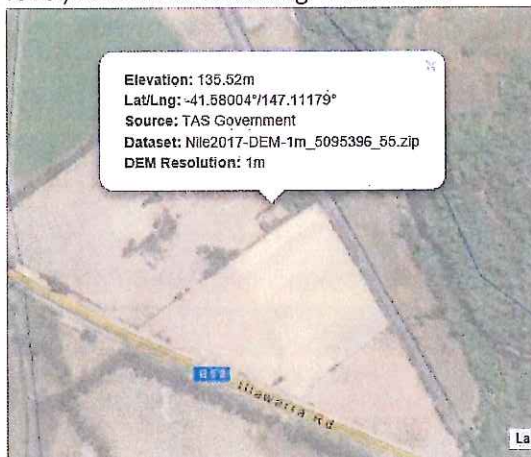 Elevation: 135.52m
Lat/Lng: -41.58004°/147.11179°
Source: TAS Government
Dataset: Nile2017-DEM-1m_5095396_55.zip
DEM Resolution: 1m
B52
Illawarra Rd
La